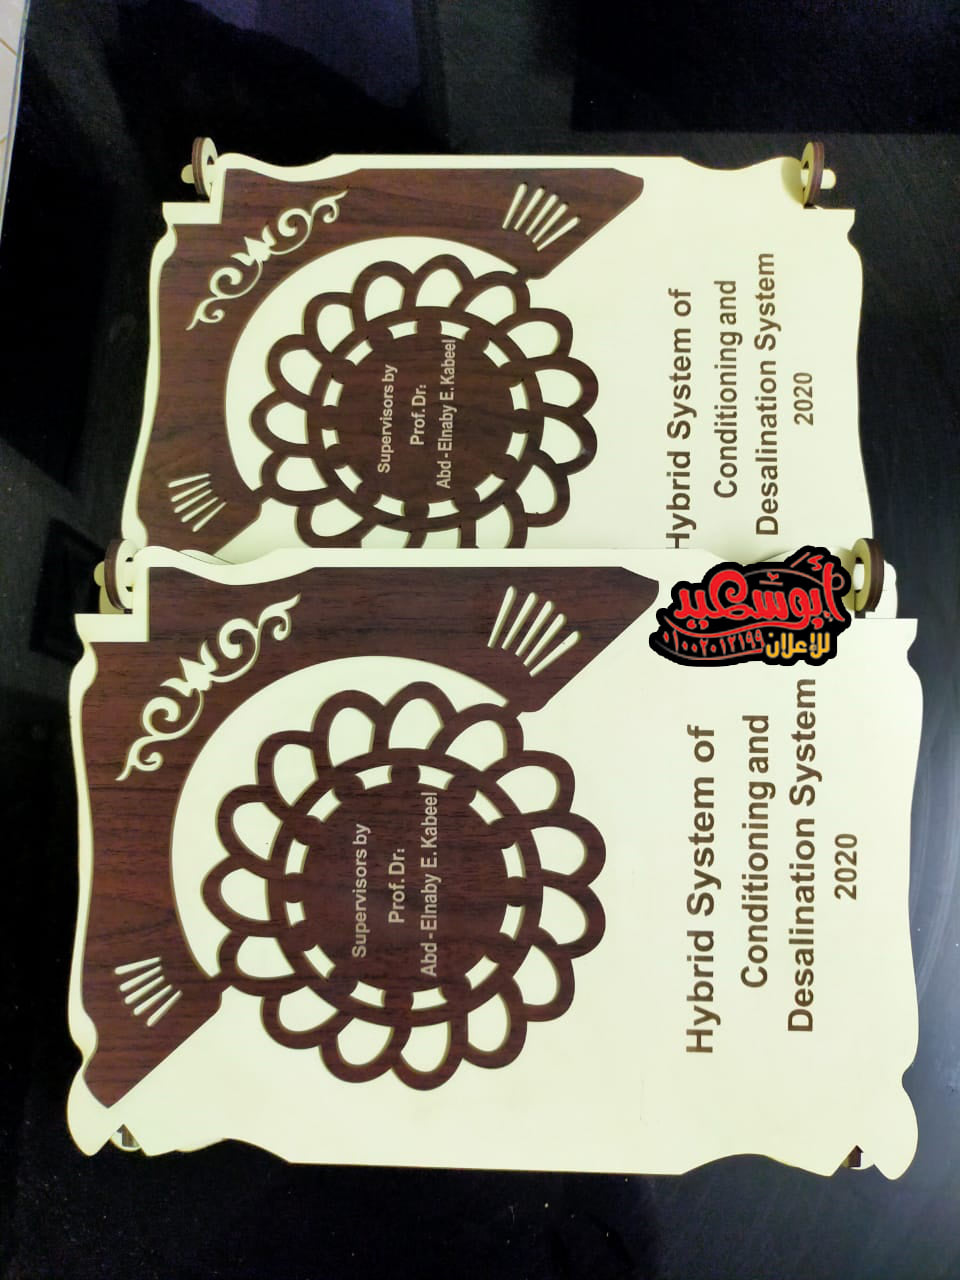 Supervisors by
Prof. Dr:
Abd - Elnaby E. Kabeel
Hybrid System of
Conditioning and
Desalination System
2020
أبو سعيد
للإعلان
٠١٠٠٢٠١٢١٩٩
Supervisors by
Prof. Dr:
Abd - Elnaby E. Kabeel
Hybrid System of
Conditioning and
Desalination System
2020